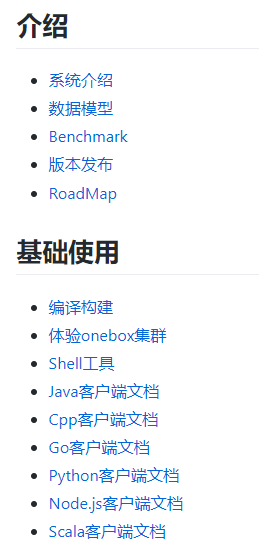 介绍
系统介绍
数据模型
Benchmark
版本发布
RoadMap
基础使用
编译构建
体验onebox集群
Shell工具
Java客户端文档
Cpp客户端文档
Go客户端文档
Python客户端文档
Node.js客户端文档
Scala客户端文档